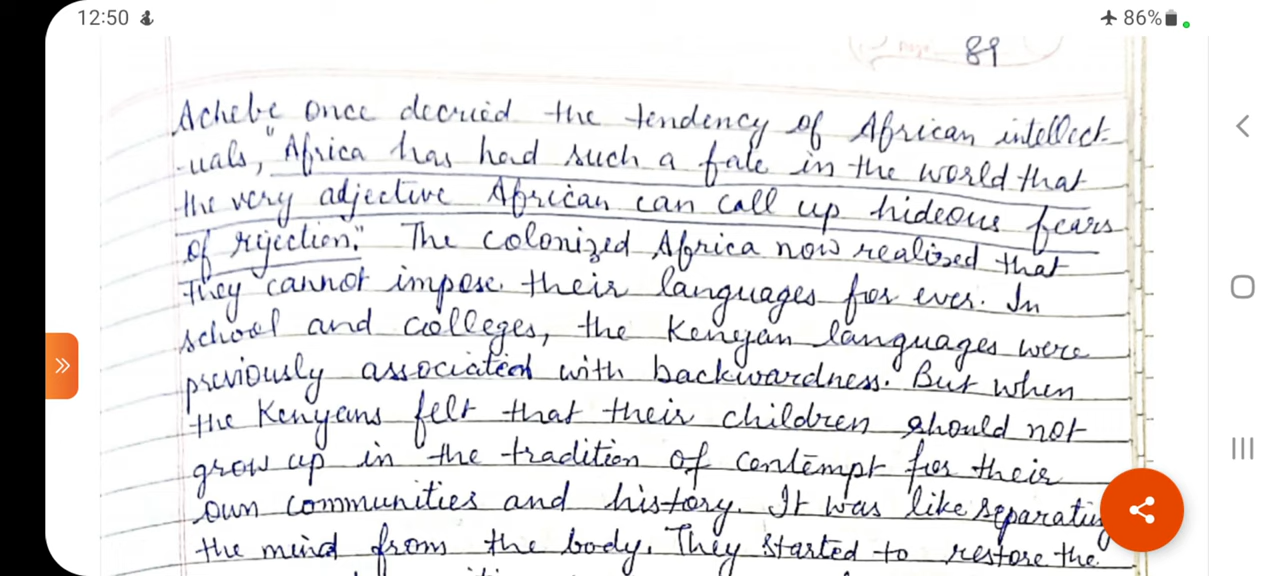 12:50
86%
Page
89
Achebe once decried the tendency of African intellect-
-uals, "Africa has had such a fate in the world that
the very adjective African can call up hideous fears
of rejection." The colonized Africa now realized that
They cannot impose their languages for ever. In
school and colleges, the Kenyan languages were
previously associated with backwardness. But when
the Kenyans felt that their children should not
grow up in the tradition of contempt for their
own communities and history. It was like separating
the mind from the body. They started to restore the